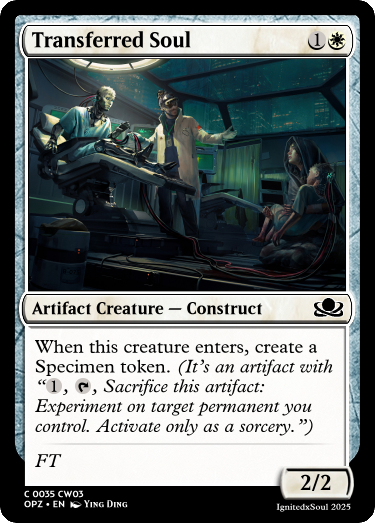 Transferred Soul 1
Artifact Creature — Construct
When this creature enters, create a
Specimen token. (It's an artifact with
“1, T, Sacrifice this artifact:
Experiment on target permanent you
control. Activate only as a sorcery.”)
FT
2/2
C 0035 CW03
OPZ • EN Ying Ding
IgnitedxSoul 2025